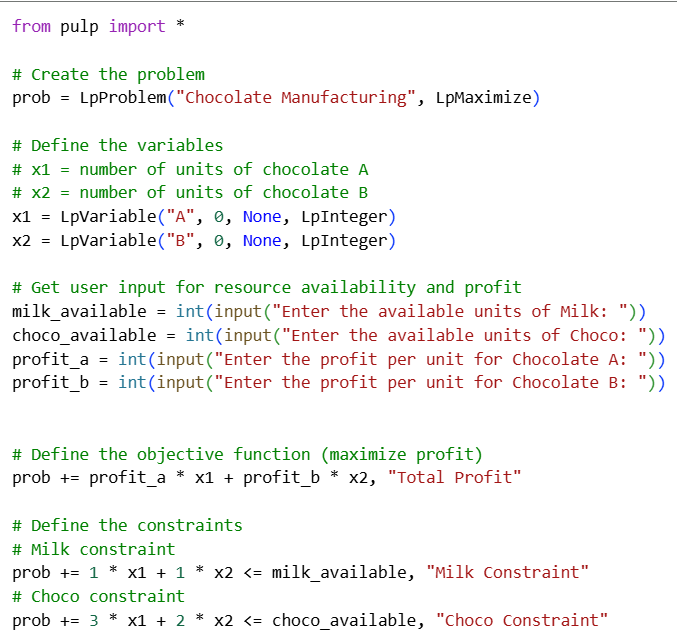 from pulp import *
# Create the problem
prob = LpProblem("Chocolate Manufacturing", LpMaximize)
# Define the variables
# x1 = number of units of chocolate A
# x2 = number of units of chocolate B
x1 = LpVariable("A", 0, None, LpInteger)
x2 = LpVariable("B", 0, None, LpInteger)
# Get user input for resource availability and profit
milk_available = int(input("Enter the available units of Milk: "))
choco_available = int(input("Enter the available units of Choco: "))
profit_a = int(input("Enter the profit per unit for Chocolate A: "))
profit_b = int(input("Enter the profit per unit for Chocolate B: "))
# Define the objective function (maximize profit)
prob += profit_a * x1 + profit_b * x2, "Total Profit"
# Define the constraints
# Milk constraint
prob += 1 * x1 + 1 * x2 <= milk_available, "Milk Constraint"
# Choco constraint
prob += 3 * x1 + 2 * x2 <= choco_available, "Choco Constraint"